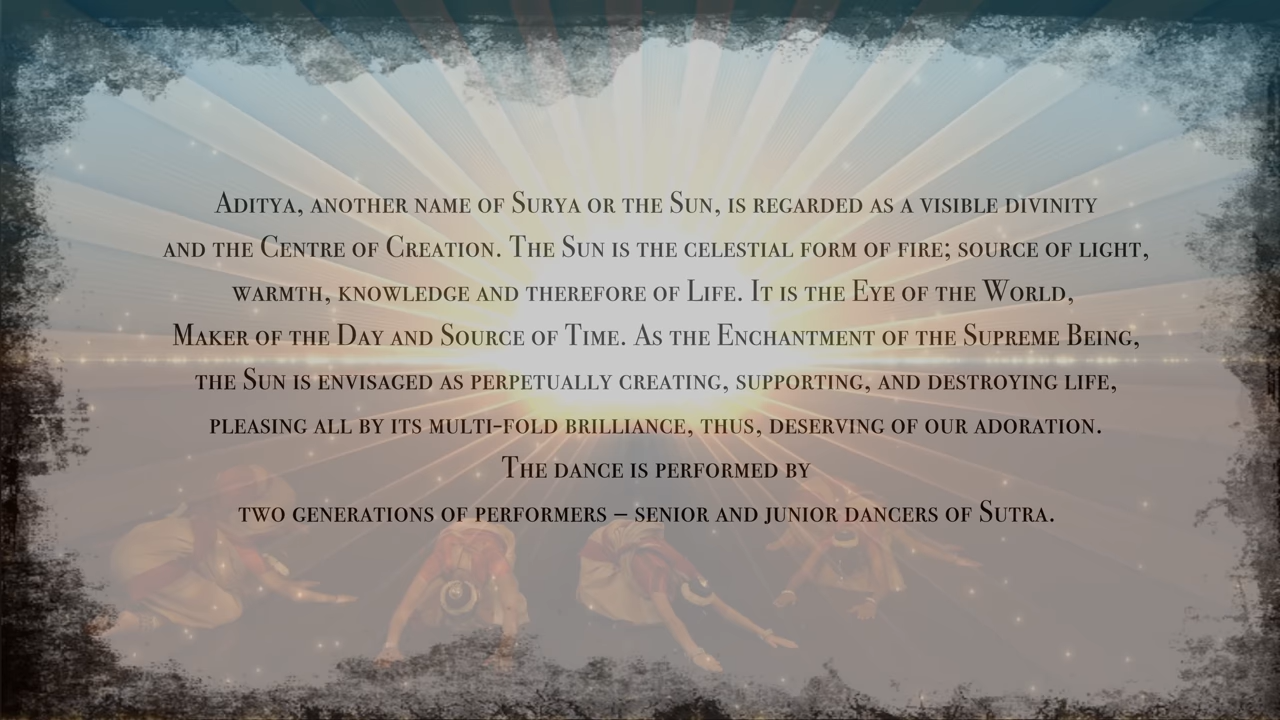 Aditya, another name of Surya or the Sun, is regarded as a visible divinity
and the Centre of Creation. The Sun is the celestial form of fire; source of light,
warmth, knowledge and therefore of Life. It is the Eye of the World,
Maker of the Day and Source of Time. As the Enchantment of the Supreme Being,
the Sun is envisaged as perpetually creating, supporting, and destroying life,
pleasing all by its multi-fold brilliance, thus, deserving of our adoration.
The dance is performed by
two generations of performers – senior and junior dancers of Sutra.